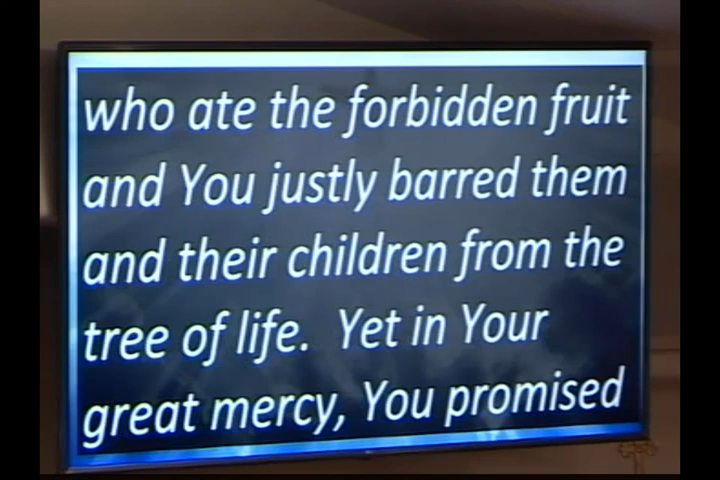 who ate the forbidden fruit
and You justly barred them
and their children from the
tree of life.  Yet in Your
great mercy, You promised